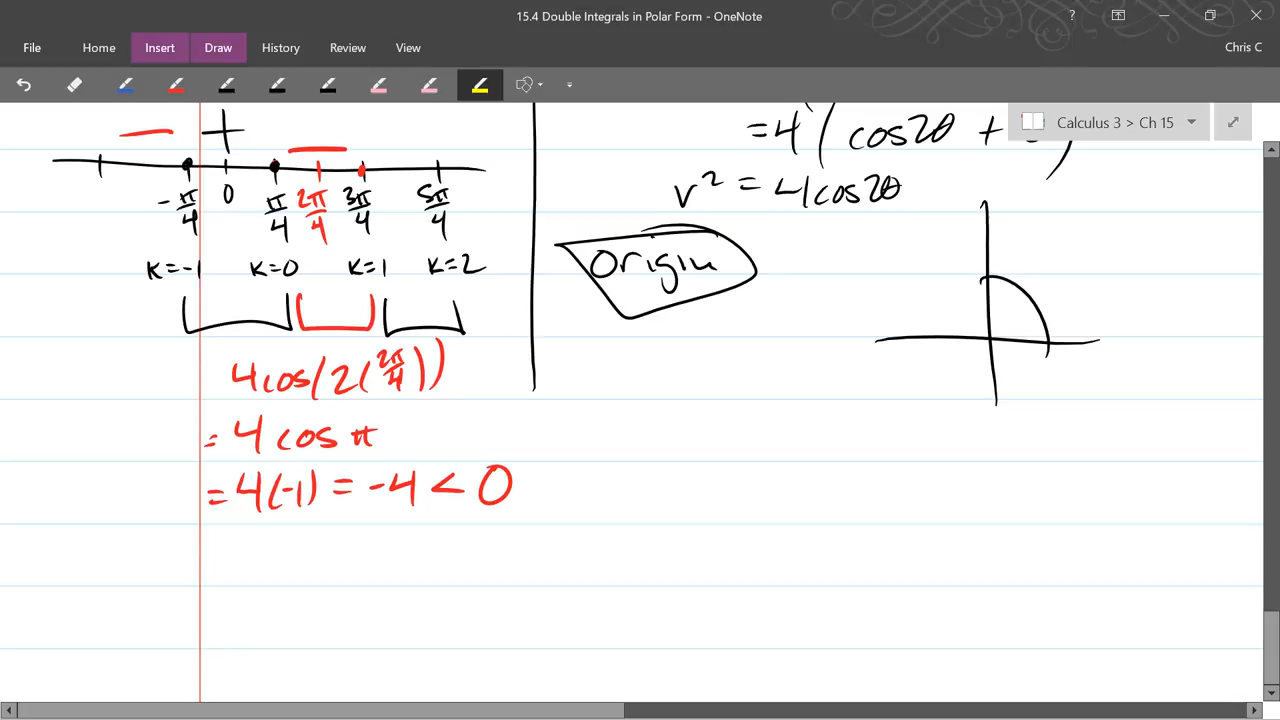 15.4 Double Integrals in Polar Form - OneNote
?
File Home Insert Draw History Review View
Chris C
Calculus 3 > Ch 15
− +
-π/4 0 π/4 2π/4 3π/4 5π/4
K=-1 K=0 K=1 K=2
4cos(2(2π/4))
= 4 cos π
= 4(-1) = -4 < 0
=4 (cos2θ +
r² = 4cos2θ
Origin